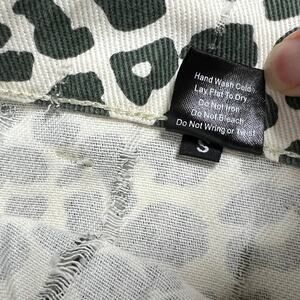 Hand Wash Cold
Lay Flat To Dry
Do Not Iron
Do Not Bleach
Do Not Wring or Twist
S